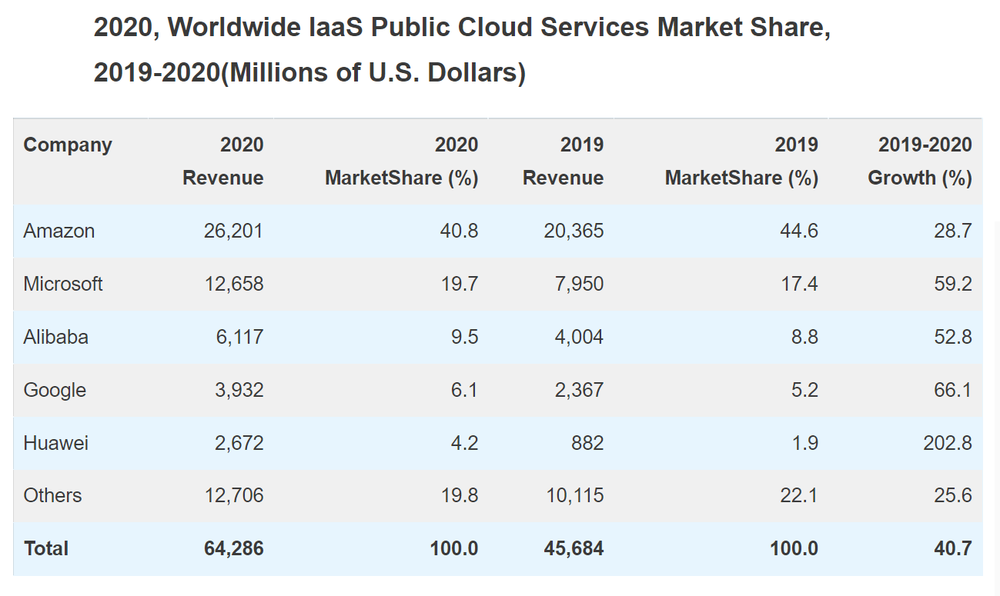 2020, Worldwide IaaS Public Cloud Services Market Share,
2019-2020(Millions of U.S. Dollars)
Company 2020 Revenue 2020 MarketShare (%) 2019 Revenue 2019 MarketShare (%) 2019-2020 Growth (%)
Amazon 26,201 40.8 20,365 44.6 28.7
Microsoft 12,658 19.7 7,950 17.4 59.2
Alibaba 6,117 9.5 4,004 8.8 52.8
Google 3,932 6.1 2,367 5.2 66.1
Huawei 2,672 4.2 882 1.9 202.8
Others 12,706 19.8 10,115 22.1 25.6
Total 64,286 100.0 45,684 100.0 40.7